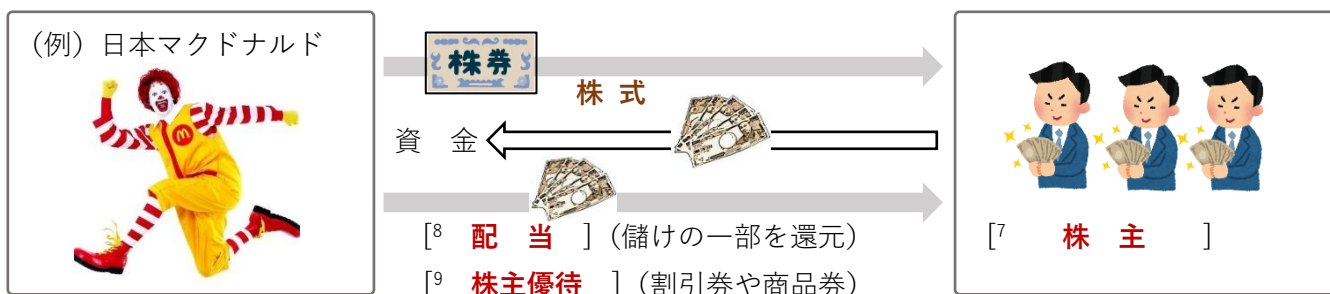 (例) 日本マクドナルド
株券
株 式
資 金
[8 配 当 ] (儲けの一部を還元)
[7 株 主 ]
[9 株主優待 ] (割引券や商品券)